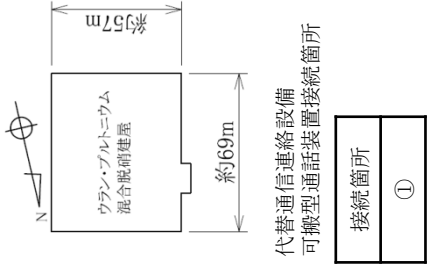 約57m
N
ウラン・プルトニウム
混合脱硝建屋
約69m
代替通信連絡設備
可搬型通話装置接続箇所
接続箇所
①